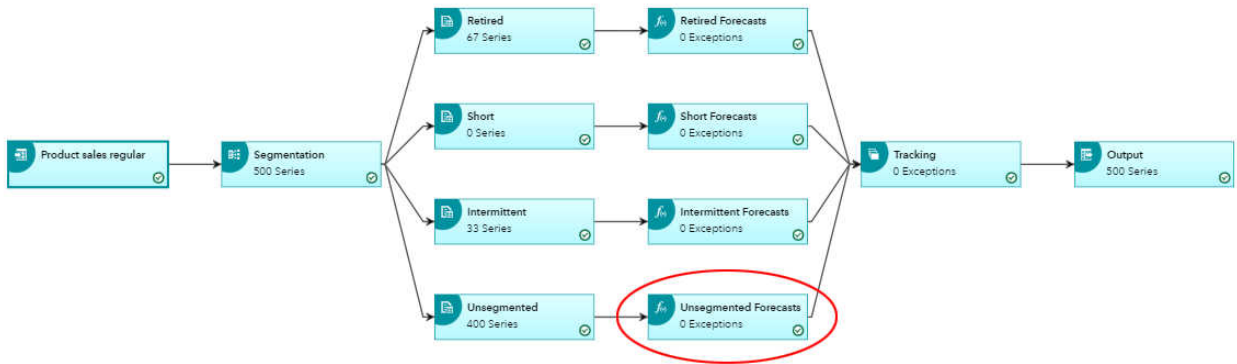 Product sales regular
Segmentation
500 Series
Retired
67 Series
Retired Forecasts
0 Exceptions
Short
0 Series
Short Forecasts
0 Exceptions
Intermittent
33 Series
Intermittent Forecasts
0 Exceptions
Unsegmented
400 Series
Unsegmented Forecasts
0 Exceptions
Tracking
0 Exceptions
Output
500 Series